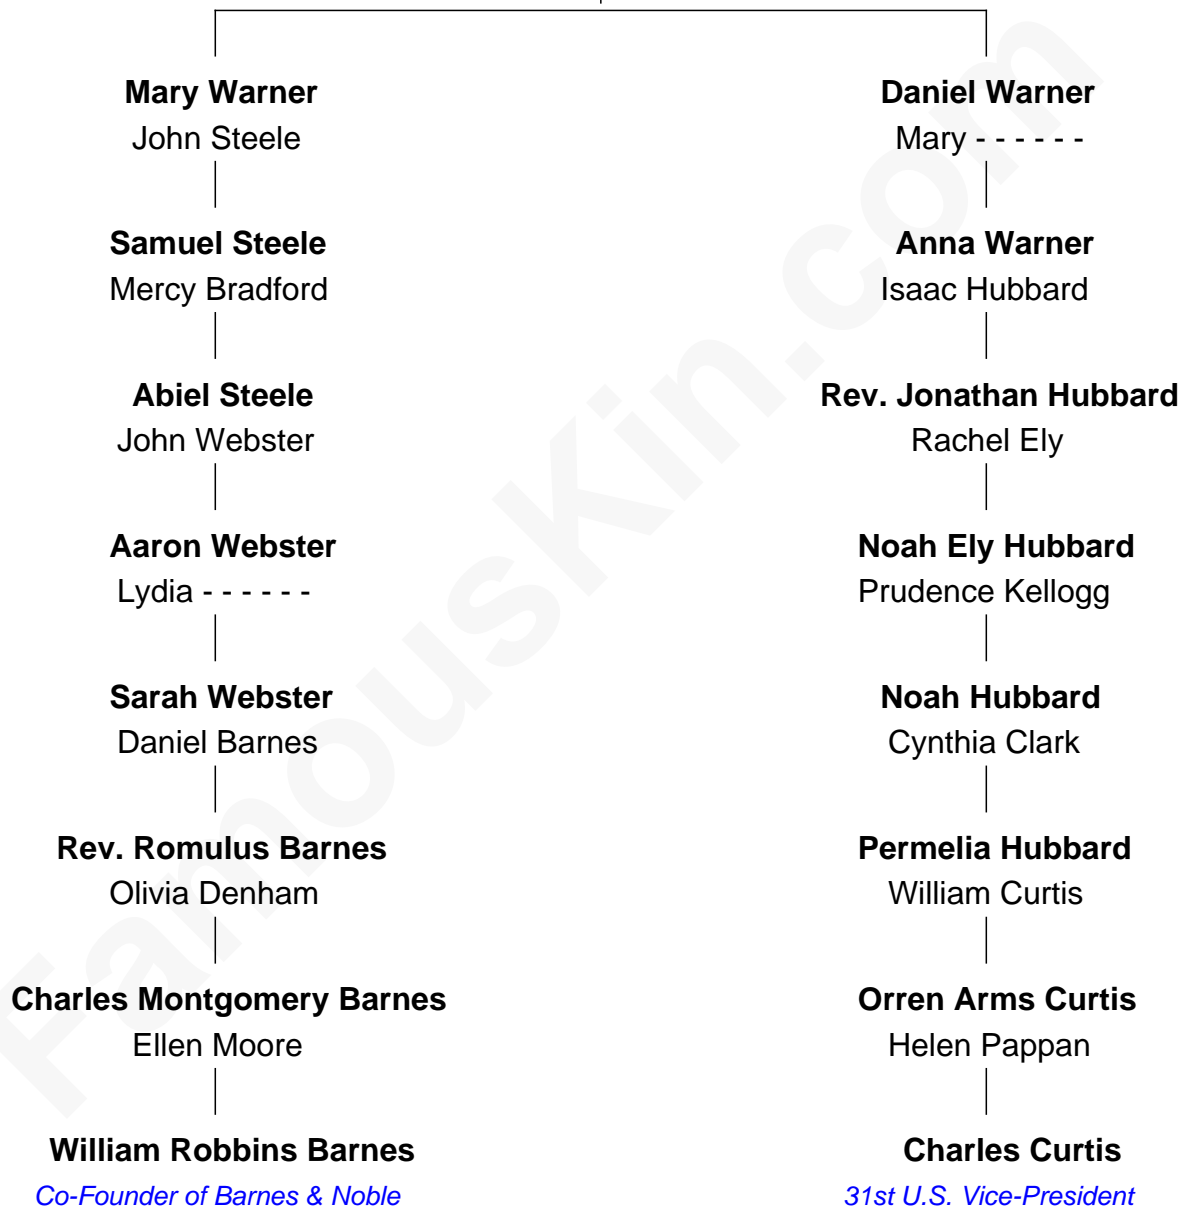 Mary Warner
John Steele
Samuel Steele
Mercy Bradford
Abiel Steele
John Webster
Aaron Webster
Lydia - - - - - -
Sarah Webster
Daniel Barnes
Rev. Romulus Barnes
Olivia Denham
Charles Montgomery Barnes
Ellen Moore
William Robbins Barnes
Co-Founder of Barnes & Noble
Daniel Warner
Mary - - - - - -
Anna Warner
Isaac Hubbard
Rev. Jonathan Hubbard
Rachel Ely
Noah Ely Hubbard
Prudence Kellogg
Noah Hubbard
Cynthia Clark
Permelia Hubbard
William Curtis
Orren Arms Curtis
Helen Pappan
Charles Curtis
31st U.S. Vice-President
FamousKin.com